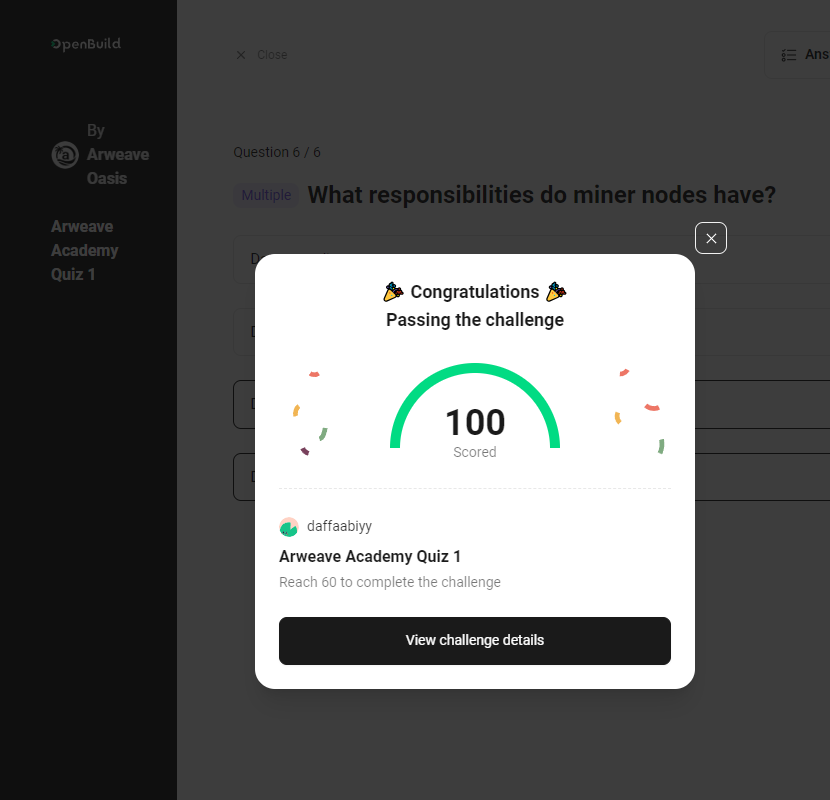 OpenBuild
Close
Ans
By
Arweave
Oasis
Question 6 / 6
Multiple What responsibilities do miner nodes have?
Arweave
Academy
Quiz 1
🎉 Congratulations 🎉
Passing the challenge
100
Scored
daffaabiyy
Arweave Academy Quiz 1
Reach 60 to complete the challenge
View challenge details